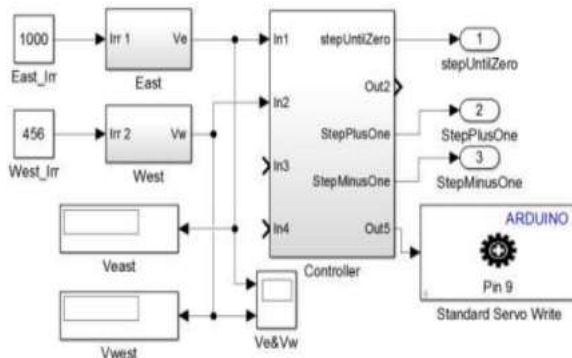 1000
East_Irr
Irr 1
Ve
East
456
West_Irr
Irr 2
Vw
West
In1
In2
In3
In4
stepUntilZero
Out2
StepPlusOne
StepMinusOne
Out5
Controller
1
stepUntilZero
2
StepPlusOne
3
StepMinusOne
Veast
Vwest
Ve&Vw
ARDUINO
Pin 9
Standard Servo Write